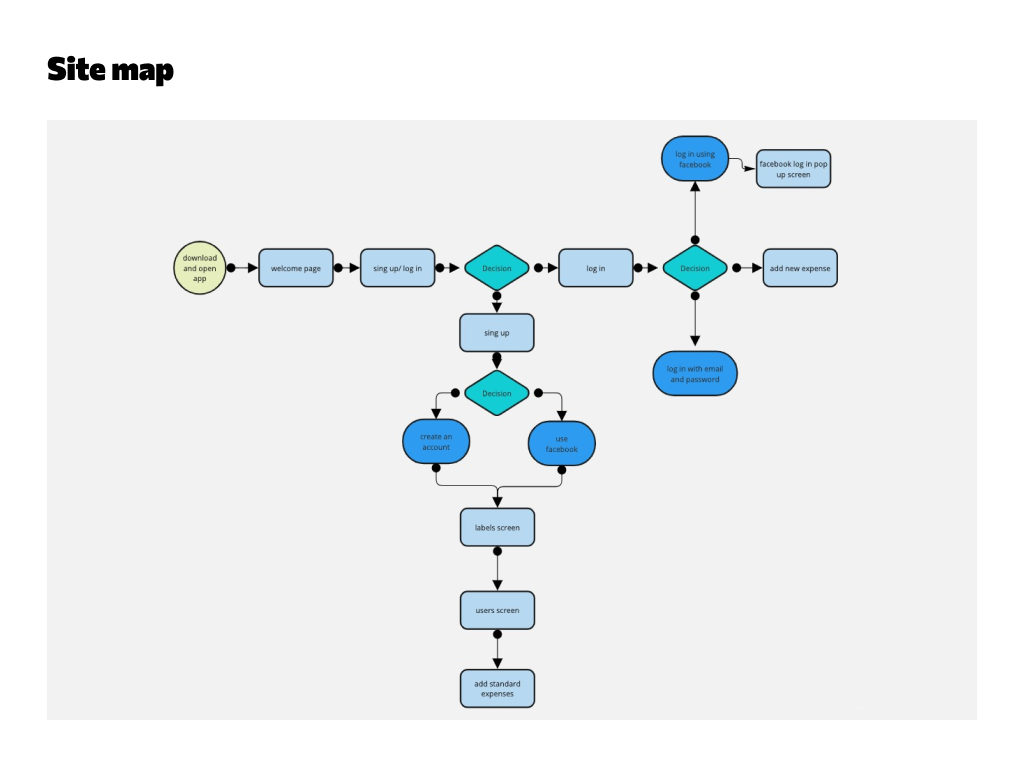 Site map
log in using
facebook
facebook log in pop
up screen
download
and open
app
welcome page
sing up/ log in
Decision
log in
Decision
add new expense
sing up
log in with email
and password
Decision
create an
account
use
facebook
labels screen
users screen
add standard
expenses